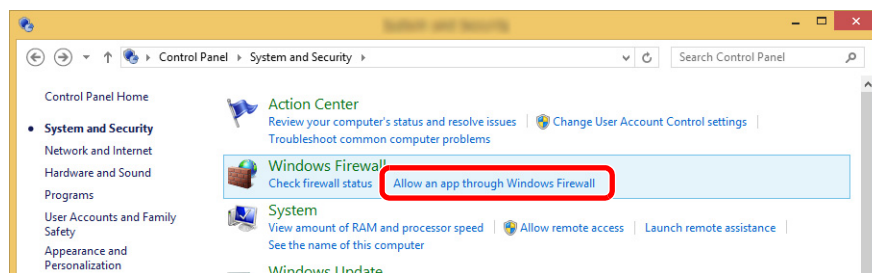 Control Panel System and Security
Search Control Panel
Control Panel Home
System and Security
Network and Internet
Hardware and Sound
Programs
User Accounts and Family
Safety
Appearance and
Personalization
Action Center
Review your computer's status and resolve issues Change User Account Control settings
Troubleshoot common computer problems
Windows Firewall
Check firewall status Allow an app through Windows Firewall
System
View amount of RAM and processor speed Allow remote access Launch remote assistance
See the name of this computer
Windows Update